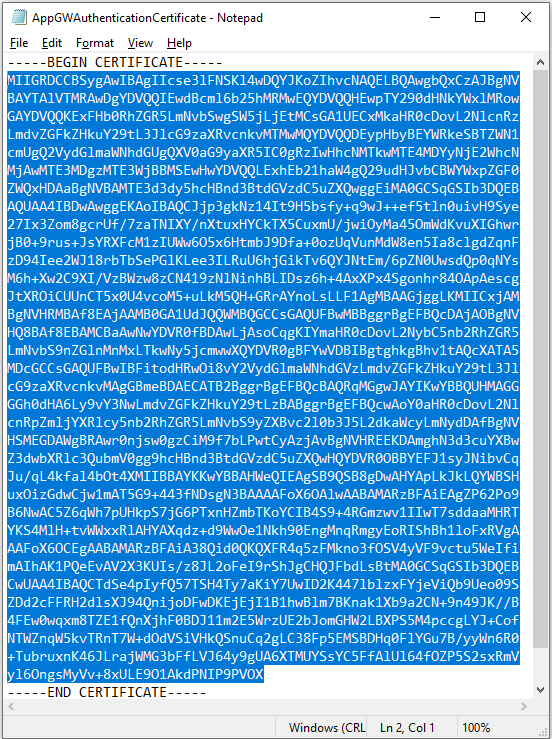 AppGWAuthenticationCertificate - Notepad
File Edit Format View Help
-----BEGIN CERTIFICATE-----
MIIGRDCCBSygAwIBAgIIcse3lFNSKl4wDQYJKoZIhvcNAQELBQAwgbQxCzAJBgNV
BAYTAlVTMRAwDgYDVQQIEwdBcml6b25hMRMwEQYDVQQHEwpTY290dHNkYWxlMRow
GAYDVQQKExFHb0RhZGR5LmNvbSwgSW5jLjEtMCsGA1UECxMkaHR0cDovL2NlcnRz
LmdvZGFkZHkuY29tL3JlcG9zaXRvcnkvMTMwMQYDVQQDEypHbyBEYWRkeSBTZWN1
cmUgQ2VydGlmaWNhdGUgQXV0aG9yaXR5IC0gRzIwHhcNMTkwMTE4MDYyNjE2WhcN
MjAwMTE3MDgzMTE3WjBBMSEwHwYDVQQLExhEb21haW4gQ29udHJvbCBWYWxpZGF0
ZWQxHDAaBgNVBAMTE3d3dy5hcHBnd3BtdGVzdC5uZXQwggEiMA0GCSqGSIb3DQEB
AQUAA4IBDwAwggEKAoIBAQCJjp3gkNz14It9H5bsfy+q9wJ++ef5tln0uivH9Sye
27Ix3Zom8gcrUf/7zaTNIXY/nXtuxHYCkTX5CuxmU/jwiOyMa45OmWdKvuXIGhwr
jB0+9rus+JsYRXFcM1zIUWw6O5x6HtmbJ9Dfa+0ozUqVunMdW8en5Ia8clgdZqnF
zD94Iee2WJ18rbTbSePGlKLee3ILRuU6hjGikTv6QYJNtEm/6pZN0UwsdQp0qNYs
M6h+Xw2C9XI/VzBWzw8zCN419zNlNinhBLIDsz6h+4AxXPx4Sgonhr84OApAescg
JtXROiCUUnCT5x0U4vcoM5+uLkM5QH+GRrAYnoLsLLF1AgMBAAGjggLKMIICxjAM
BgNVHRMBAf8EAjAAMB0GA1UdJQQWMBQGCCsGAQUFBwMBBggrBgEFBQcDAjAOBgNV
HQ8BAf8EBAMCBaAwNwYDVR0fBDAwLjAsoCqgKIYmaHR0cDovL2NybC5nb2RhZGR5
LmNvbS9nZGlnMnMxLTkwNy5jcmwwXQYDVR0gBFYwVDBIBgtghkgBhv1tAQcXATA5
MDcGCCsGAQUFBwIBFitodHRwOi8vY2VydGlmaWNhdGVzLmdvZGFkZHkuY29tL3Jl
cG9zaXRvcnkvMAgGBmeBDAECATB2BggrBgEFBQcBAQRqMGgwJAYIKwYBBQUHMAGG
GGh0dHA6Ly9vY3NwLmdvZGFkZHkuY29tLzBABggrBgEFBQcwAoY0aHR0cDovL2Nl
cnRpZmljYXRlcy5nb2RhZGR5LmNvbS9yZXBvc2l0b3J5L2dkaWcyLmNydDAfBgNV
HSMEGDAWgBRAwr0njsw0gzCiM9f7bLPwtCyAzjAvBgNVHREEKDAmghN3d3cuYXBw
Z3dwbXRlc3QubmV0gg9hcHBnd3BtdGVzdC5uZXQwHQYDVR0OBBYEFJ1syJNibvCq
Ju/qL4kfal4bOt4XMIIBBAYKKwYBBAHWeQIEAgSB9QSB8gDwAHYApLkJkLQYWBSH
uxOizGdwCjw1mAT5G9+443fNDsgN3BAAAAFoX6OAlwAABAMARzBFAiEAgZP62Po9
B6NwAC5Z6qWh7pUHkpS7jG6PTxnHZmbTKoYCIB4S9+4RGmzwv1IIwT7sddaaMHRT
YKS4MlH+tvWWxxRlAHYAXqdz+d9WwOe1Nkh90EngMnqRmgyEoRIShBh1loFxRVgA
AAFoX6OCEgAABAMARzBFAiA38Qid0QKQXFR4q5zFMkno3fOSV4yVF9vctu5WeIfi
mAIhAK1PQeEvAV2X3KUIs/z8JL2oFeI9rShJgCHQJFbdLsBtMA0GCSqGSIb3DQEB
CwUAA4IBAQCTdSe4pIyfQ57TSH4Ty7aKiY7UwID2K447lblzxFYjeViQb9Ueo09S
ZDd2cFFRH2dlsXJ94QnijoDFwDKEjEjI1B1hwBlm7BKnak1Xb9a2CN+9n49JK//B
4FEw0wqxm8TZE1fQnXjhF0BDJ11m2E5WrzUE2bJomGHW2LBXPS5M4pccgLYJ+Cof
NTWZnqW5kvTRnT7W+dOdVSiVHkQSnuCq2gLC38Fp5EMSBDHq0FlYGu7B/yyWn6R0
+TubruxnK46JLrajWMG3bFfLVJ64y9gUA6XTMUYSsYC5FfAlUl64fOZP5S2sxRmV
yl6OngsMyVv+8xULE9O1AkdPNIP9PVOX
-----END CERTIFICATE-----
Windows (CRL Ln 2, Col 1 100%